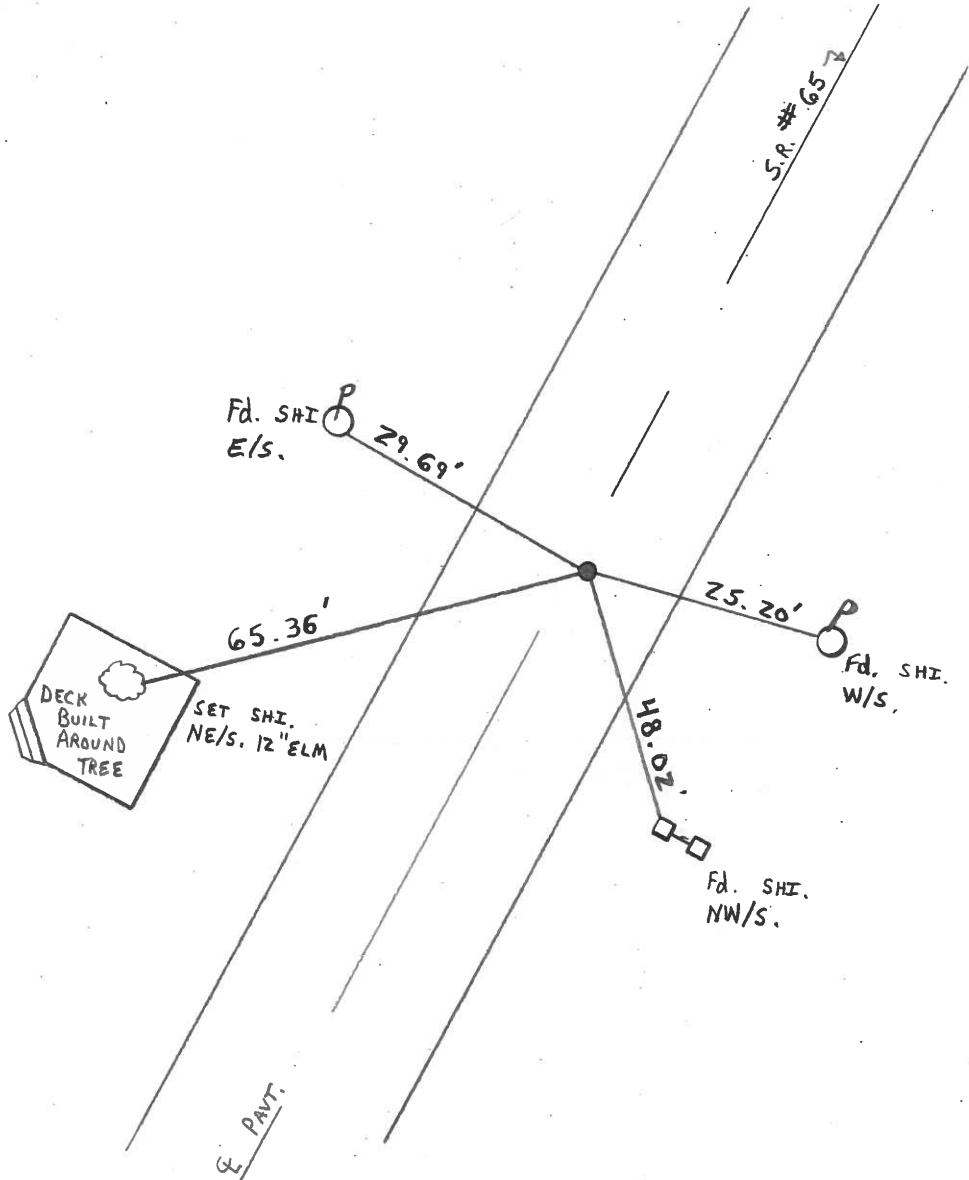 S.R. # 65
P
Fd. SHI
E/S.
29.69'
25.20'
P
Fd. SHI.
W/S.
65.36'
DECK
BUILT
AROUND
TREE
SET SHI.
NE/S. 12" ELM
48.02'
Fd. SHI.
NW/S.
℄ PAVT.